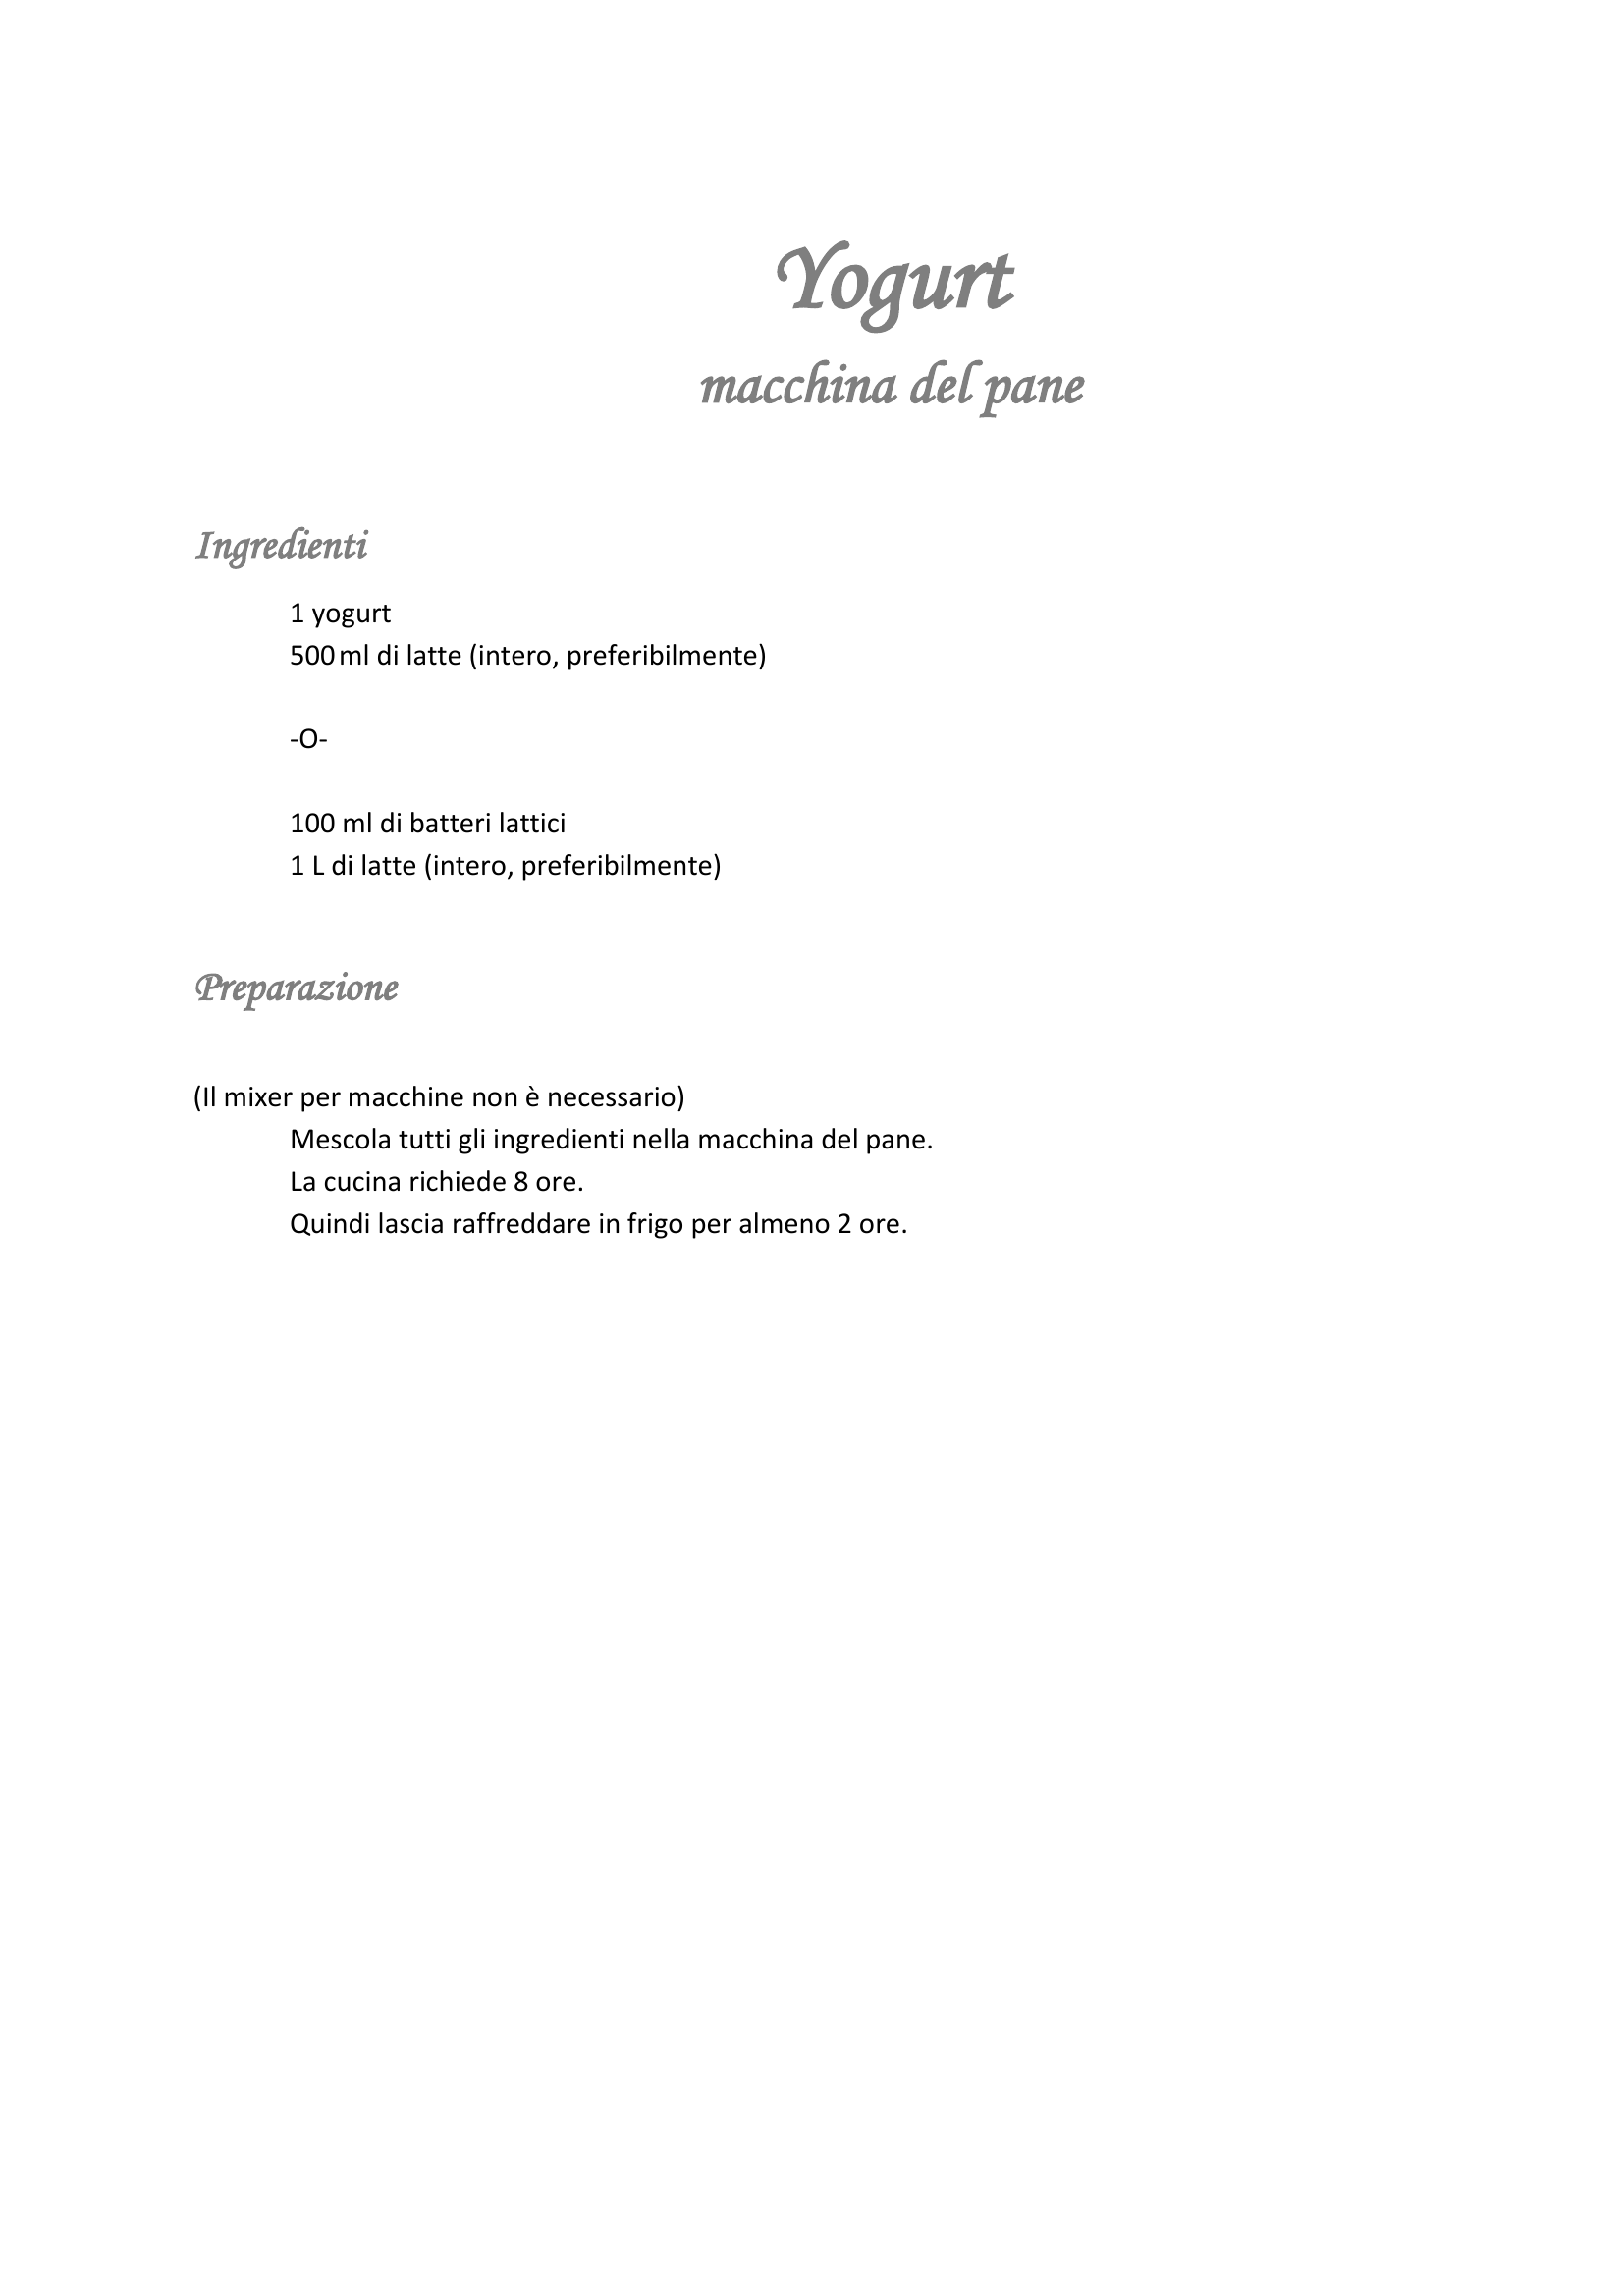 Yogurt
macchina del pane
Ingredienti
1 yogurt
500 ml di latte (intero, preferibilmente)
-O-
100 ml di batteri lattici
1 L di latte (intero, preferibilmente)
Preparazione
(Il mixer per macchine non è necessario)
Mescola tutti gli ingredienti nella macchina del pane.
La cucina richiede 8 ore.
Quindi lascia raffreddare in frigo per almeno 2 ore.